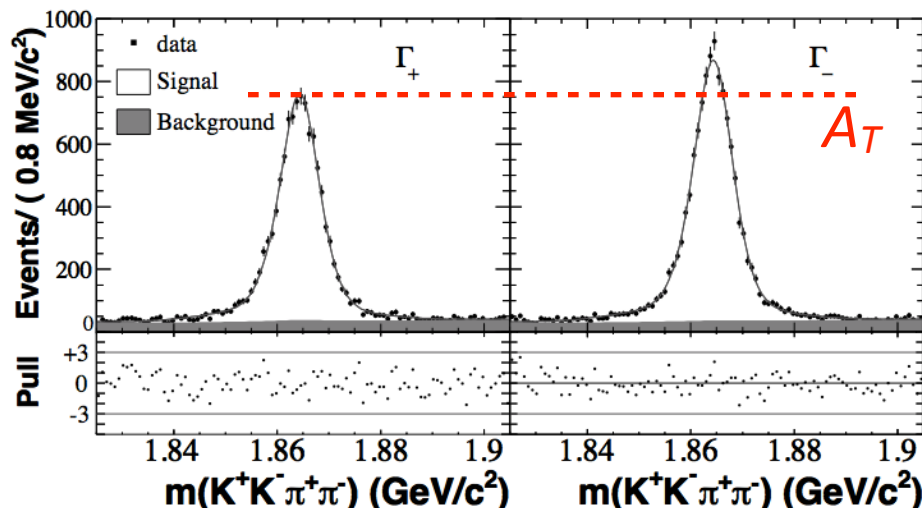 1000
800
600
400
200
0
Events/ ( 0.8 MeV/c²)
data
Signal
Background
Γ₊
Γ₋
A_T
Pull
+3
0
-3
1.84 1.86 1.88 1.9
1.84 1.86 1.88 1.9
m(K⁺K⁻π⁺π⁻) (GeV/c²)
m(K⁺K⁻π⁺π⁻) (GeV/c²)